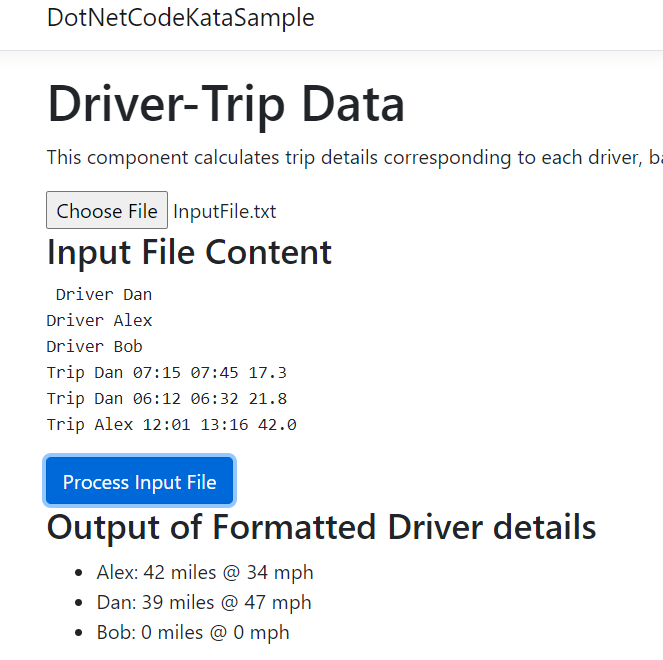 DotNetCodeKataSample
Driver-Trip Data
This component calculates trip details corresponding to each driver,
Choose File InputFile.txt
Input File Content
Driver Dan
Driver Alex
Driver Bob
Trip Dan 07:15 07:45 17.3
Trip Dan 06:12 06:32 21.8
Trip Alex 12:01 13:16 42.0
Process Input File
Output of Formatted Driver details
• Alex: 42 miles @ 34 mph
• Dan: 39 miles @ 47 mph
• Bob: 0 miles @ 0 mph